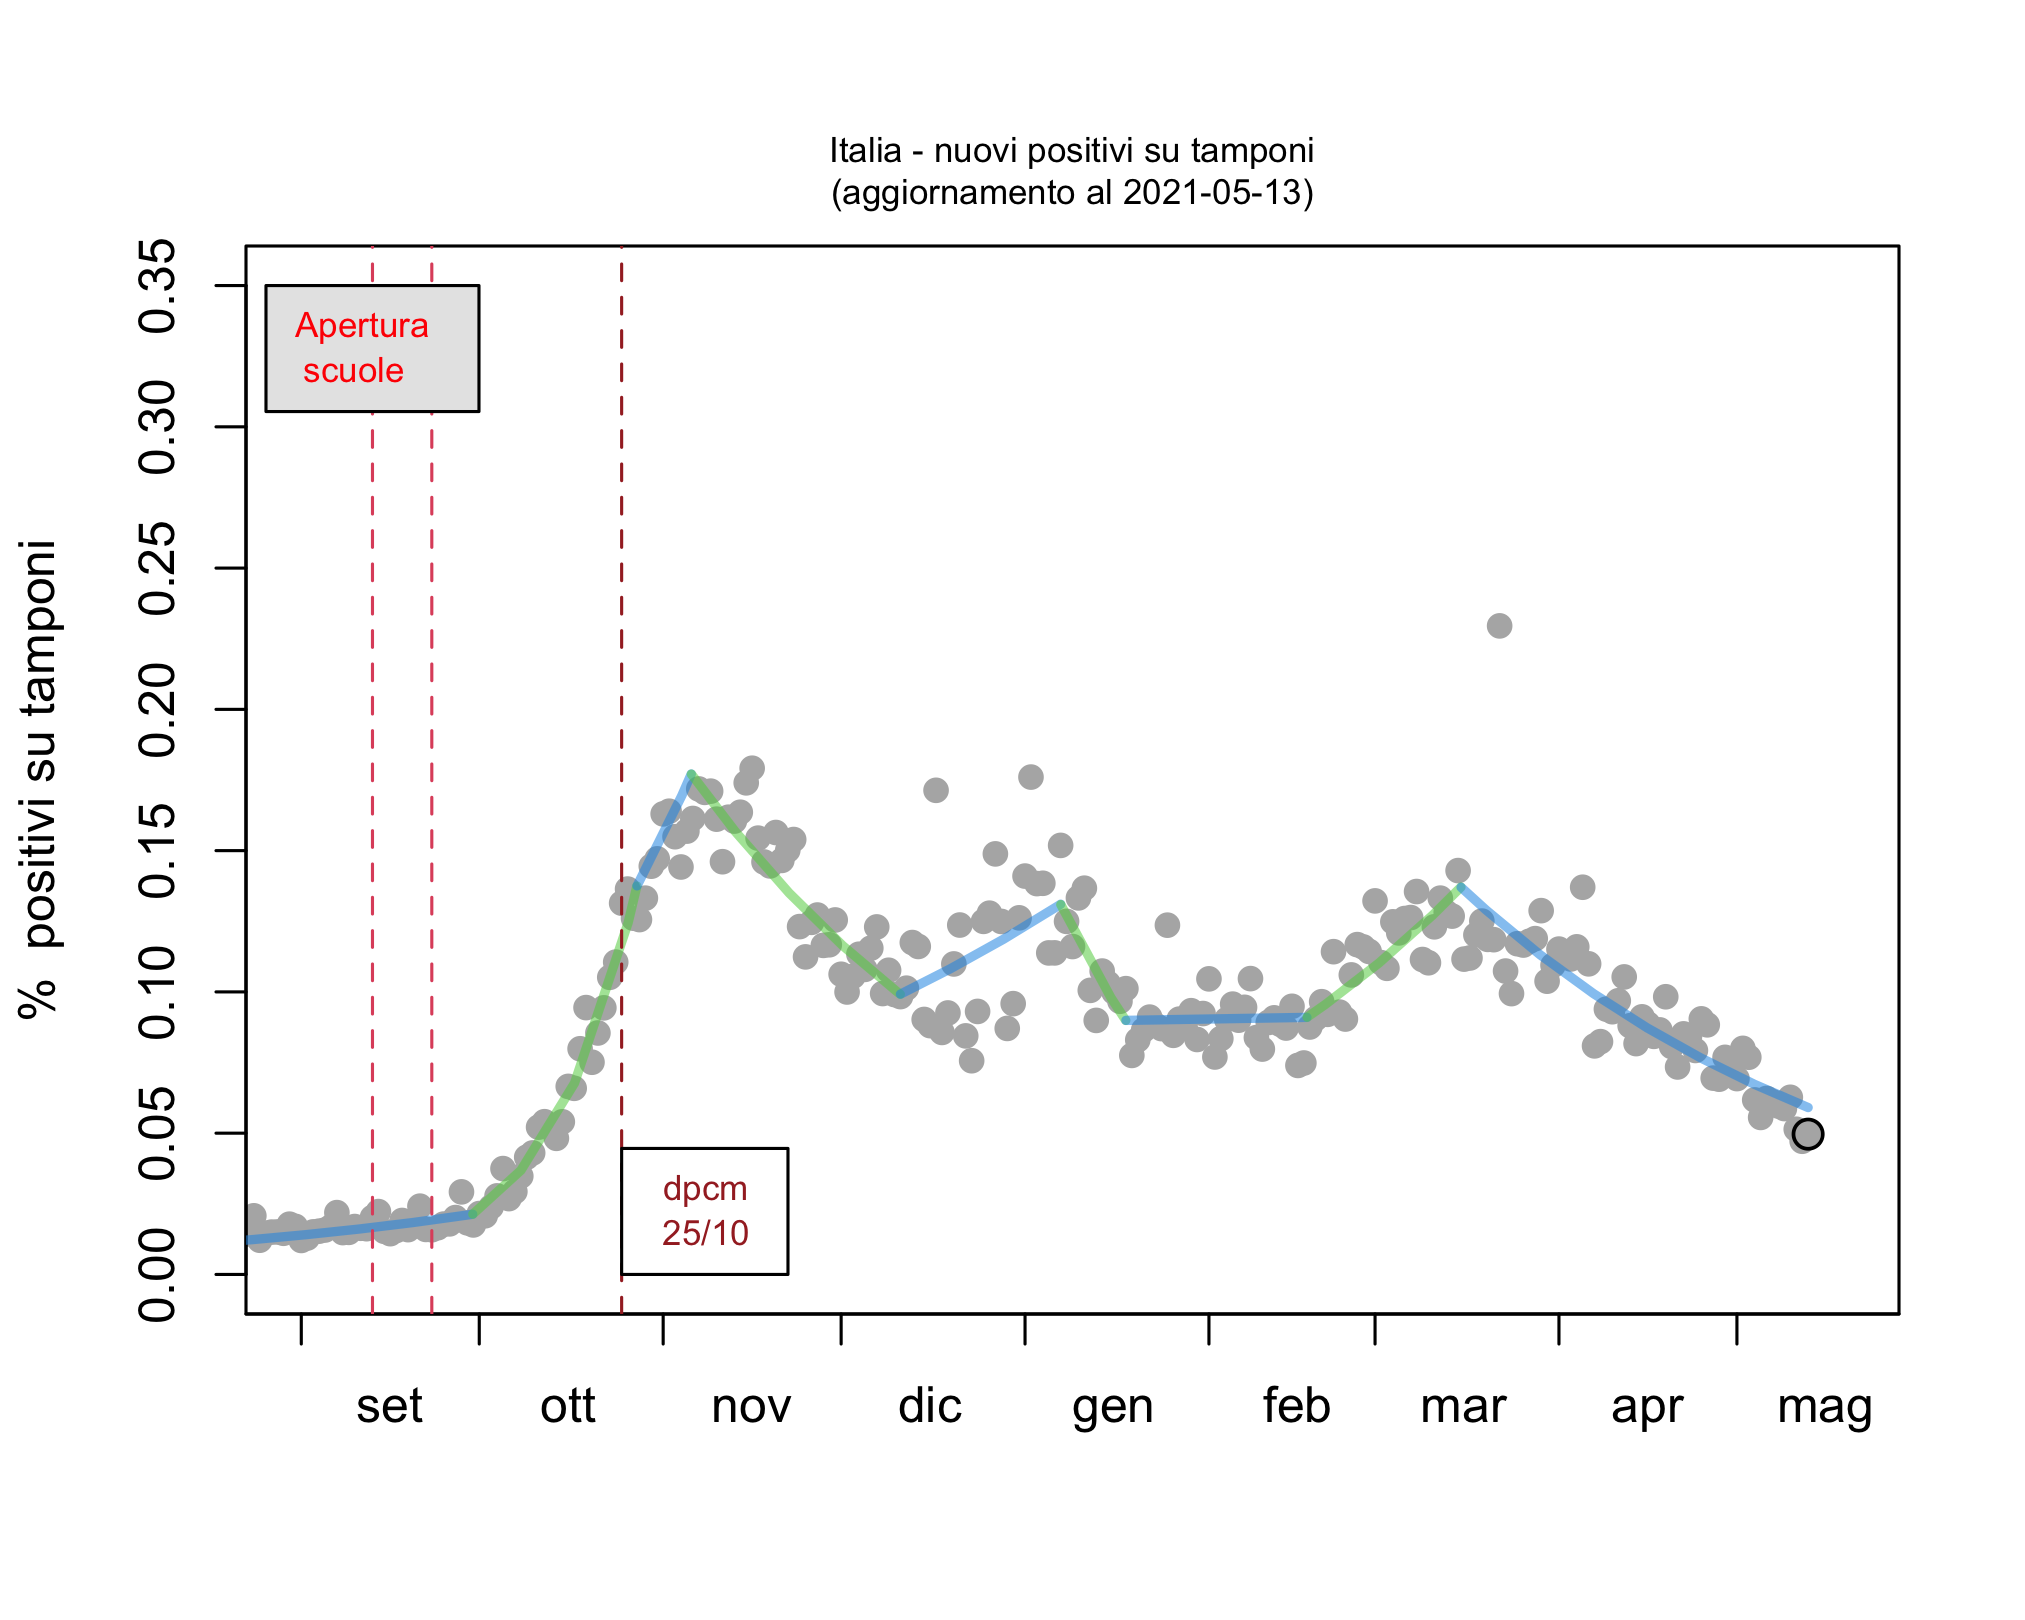 Italia - nuovi positivi su tamponi
(aggiornamento al 2021-05-13)
% positivi su tamponi
0.35
0.30
0.25
0.20
0.15
0.10
0.05
0.00
Apertura
scuole
dpcm
25/10
set ott nov dic gen feb mar apr mag